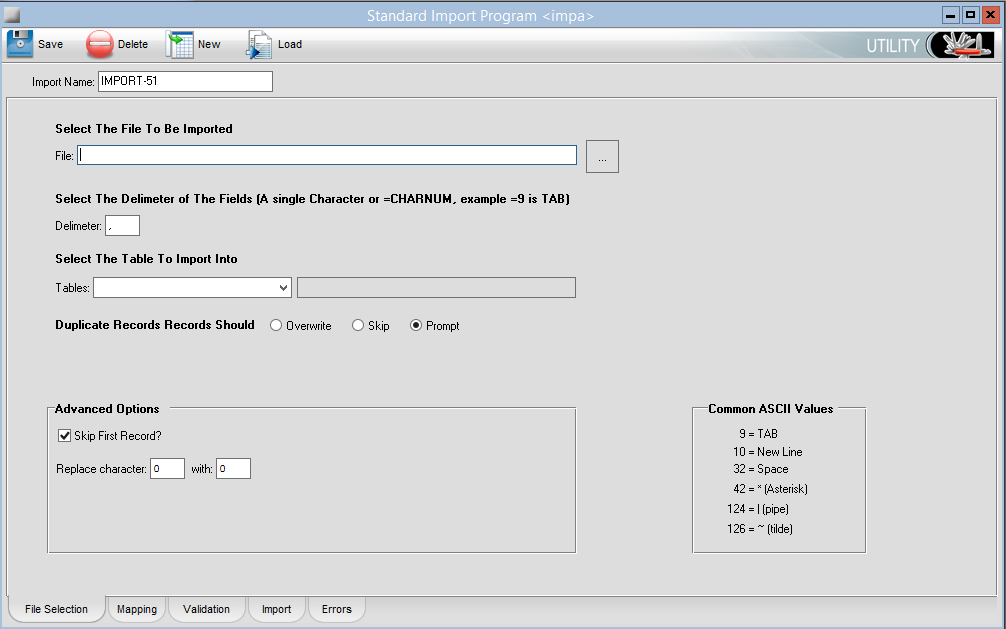 Standard Import Program <impa>
Save Delete New Load UTILITY
Import Name: IMPORT-51
Select The File To Be Imported
File: ...
Select The Delimeter of The Fields (A single Character or =CHARNUM, example =9 is TAB)
Delimeter: ,
Select The Table To Import Into
Tables:
Duplicate Records Records Should Overwrite Skip Prompt
Advanced Options
Skip First Record?
Replace character: 0 with: 0
Common ASCII Values
9 = TAB
10 = New Line
32 = Space
42 = * (Asterisk)
124 = | (pipe)
126 = ~ (tilde)
File Selection Mapping Validation Import Errors